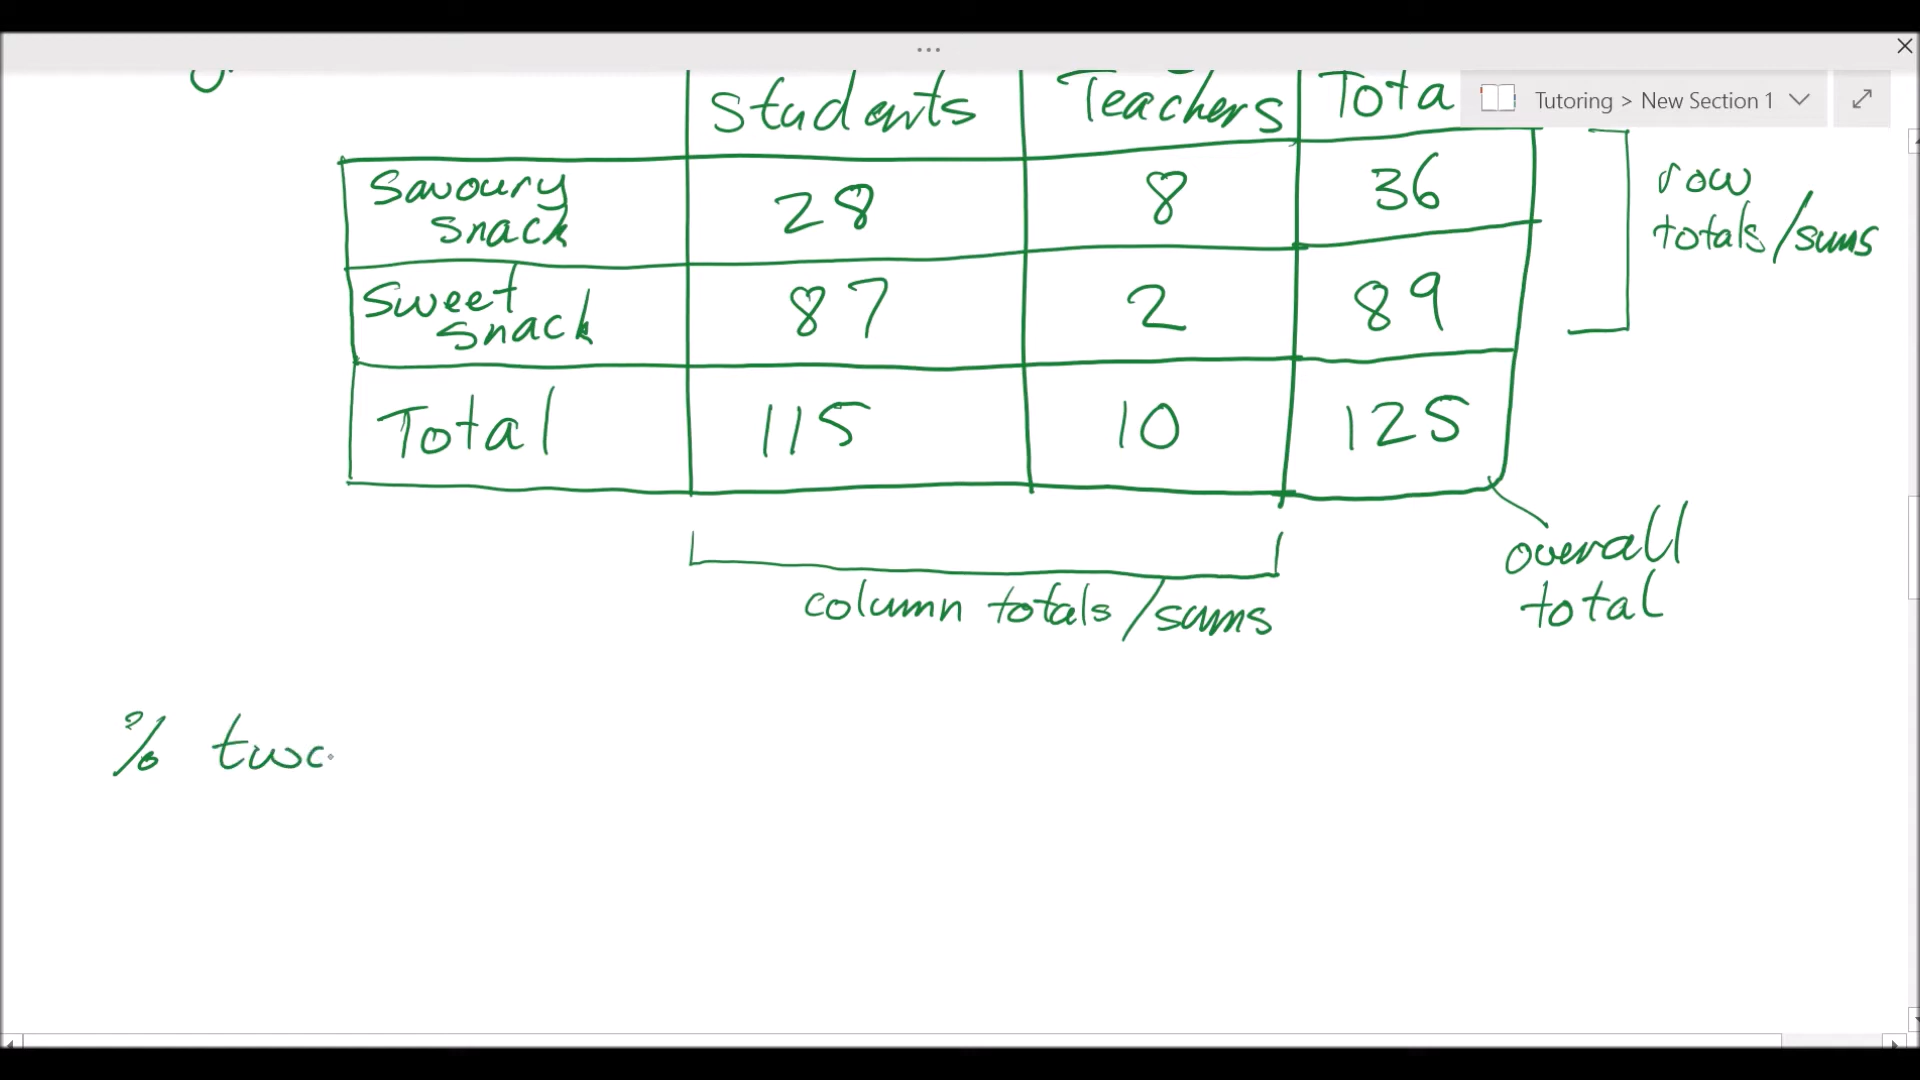 Students Teachers Tota
Tutoring > New Section 1
Savoury snack 28 8 36
Sweet snack 87 2 89
Total 115 10 125
row
totals/sums
column totals/sums
overall
total
% two